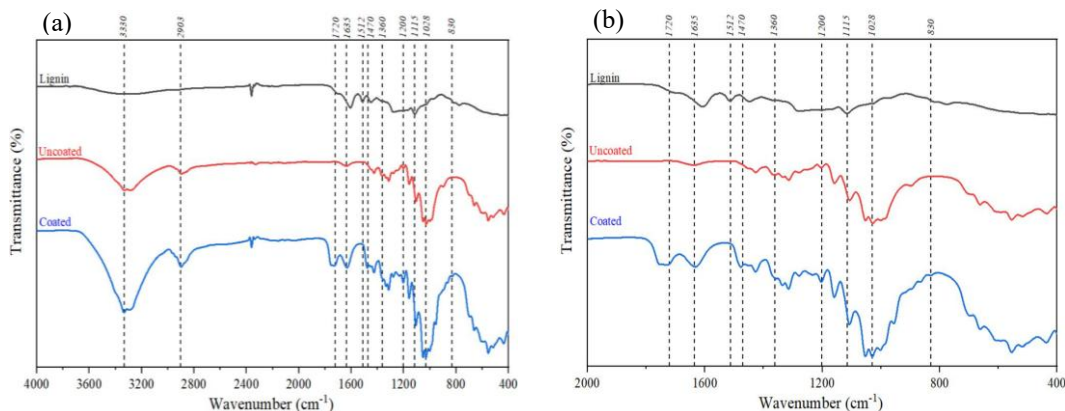 (a)
3330 2903 1720 1635 1512 1470 1360 1200 1115 1028 830
Lignin
Uncoated
Coated
Transmittance (%)
4000 3600 3200 2800 2400 2000 1600 1200 800 400
Wavenumber (cm⁻¹)
(b)
1720 1635 1512 1470 1360 1200 1115 1028 830
Lignin
Uncoated
Coated
Transmittance (%)
2000 1600 1200 800 400
Wavenumber (cm⁻¹)